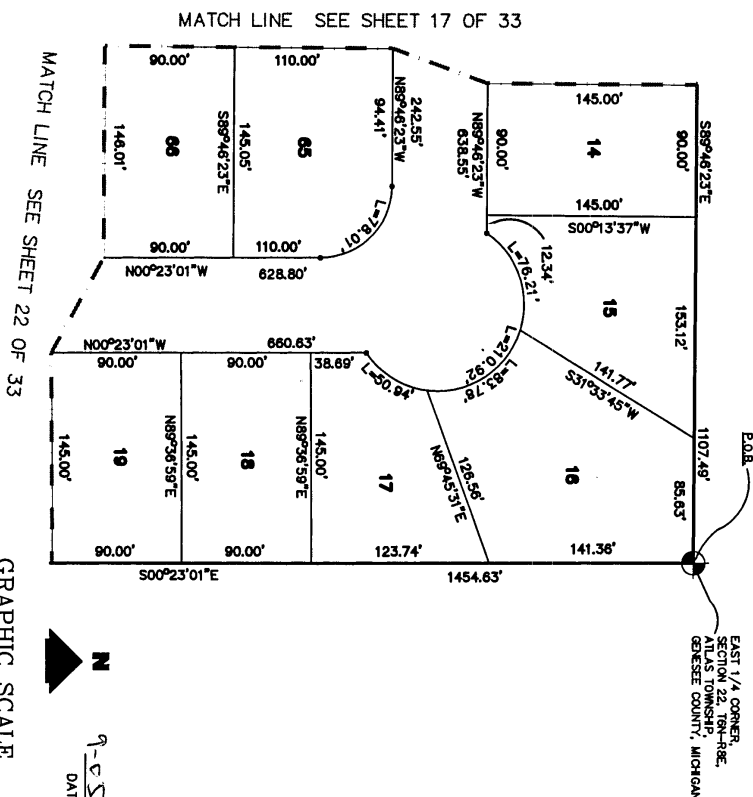 MATCH LINE SEE SHEET 17 OF 33
MATCH LINE SEE SHEET 22 OF 33
90.00'
110.00'
66
146.01'
S89°46'23"E
145.05'
65
N89°46'23"W
242.55'
94.41'
L=78.01'
90.00'
110.00'
N00°23'01"W
628.80'
145.00'
14
N89°46'23"W
638.55'
90.00'
S89°46'23"E
90.00'
145.00'
S00°13'37"W
12.34'
L=76.21'
15
153.12'
L=210.92'
L=83.78'
141.77'
S31°33'45"W
1107.49'
85.63'
P.O.B.
16
N00°23'01"W
660.63'
90.00'
90.00'
38.69'
L=50.94'
145.00'
19
N89°36'59"E
145.00'
18
N89°36'59"E
145.00'
17
N69°45'31"E
126.56'
90.00'
90.00'
123.74'
141.36'
S00°23'01"E
1454.63'
EAST 1/4 CORNER,
SECTION 22, T6N-R8E,
ATLAS TOWNSHIP,
GENESEE COUNTY, MICHIGAN
N
GRAPHIC SCALE
DAT